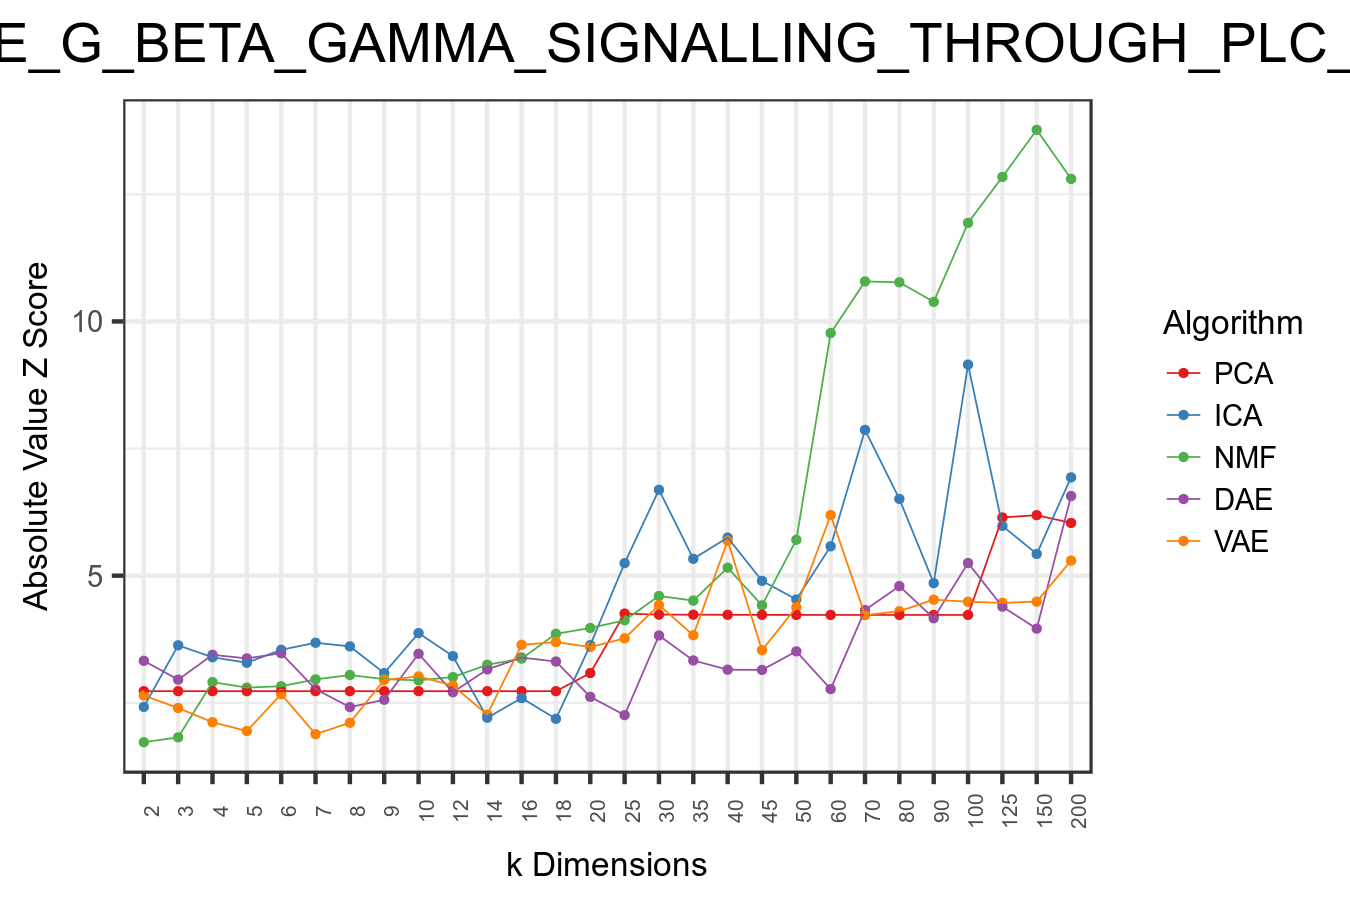 E_G_BETA_GAMMA_SIGNALLING_THROUGH_PLC_
Absolute Value Z Score
10
5
2 3 4 5 6 7 8 9 10 12 14 16 18 20 25 30 35 40 45 50 60 70 80 90 100 125 150 200
k Dimensions
Algorithm
PCA
ICA
NMF
DAE
VAE